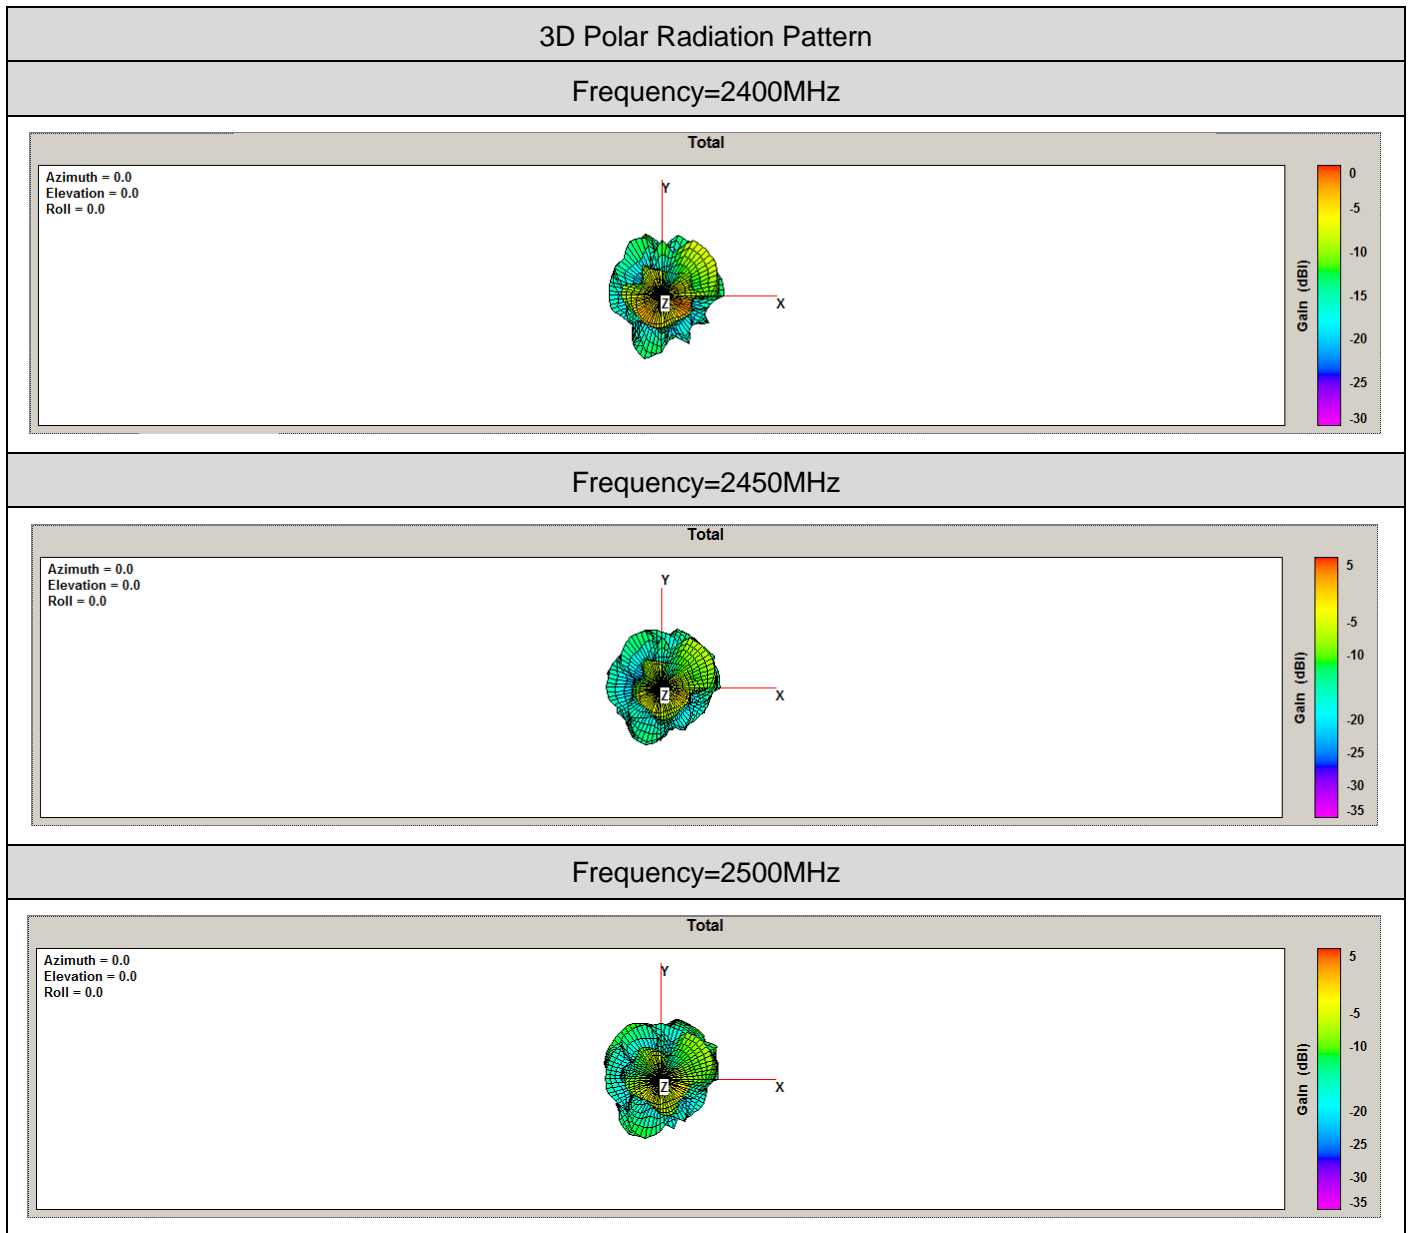 3D Polar Radiation Pattern
Frequency=2400MHz
Total
Azimuth = 0.0
Elevation = 0.0
Roll = 0.0
Y
X
Z
0
-5
-10
-15
-20
-25
-30
Gain (dBi)
Frequency=2450MHz
Total
Azimuth = 0.0
Elevation = 0.0
Roll = 0.0
Y
X
Z
5
-5
-10
-20
-25
-30
-35
Gain (dBi)
Frequency=2500MHz
Total
Azimuth = 0.0
Elevation = 0.0
Roll = 0.0
Y
X
Z
5
-5
-10
-20
-25
-30
-35
Gain (dBi)